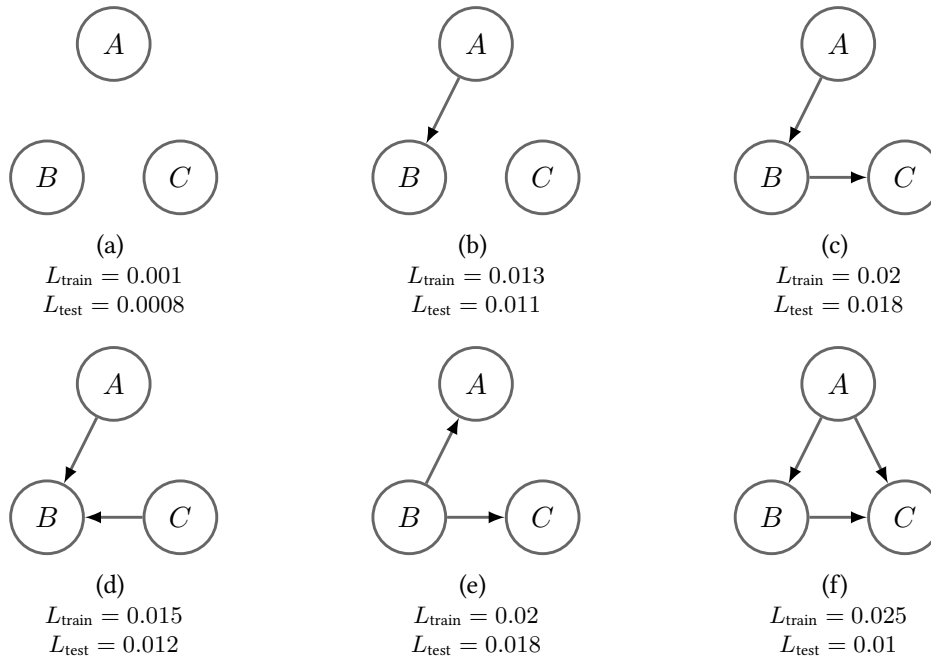 A
A
A
B
C
B
C
B
C
(a)
(b)
(c)
L_train = 0.001
L_train = 0.013
L_train = 0.02
L_test = 0.0008
L_test = 0.011
L_test = 0.018
A
A
A
B
C
B
C
B
C
(d)
(e)
(f)
L_train = 0.015
L_train = 0.02
L_train = 0.025
L_test = 0.012
L_test = 0.018
L_test = 0.01